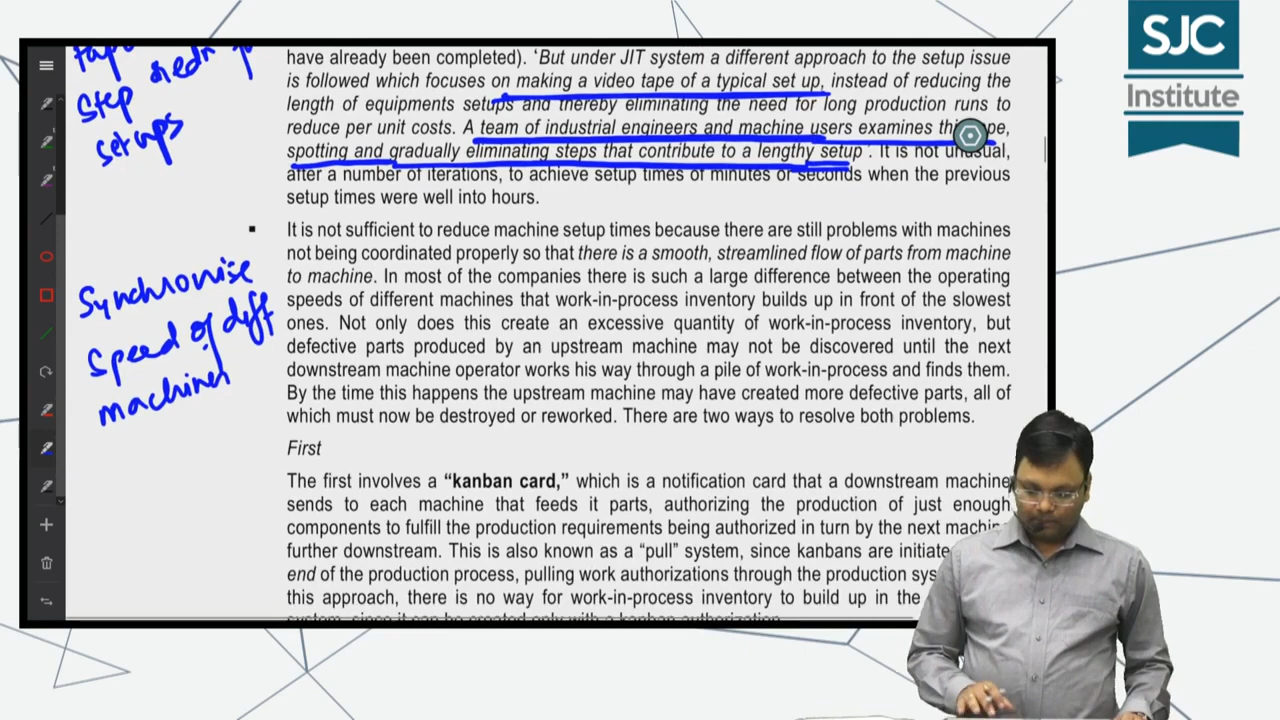 SJC
Institute
Step
setups
have already been completed). 'But under JIT system a different approach to the setup issue
is followed which focuses on making a video tape of a typical set up, instead of reducing the
length of equipments setups and thereby eliminating the need for long production runs to
reduce per unit costs. A team of industrial engineers and machine users examines this
spotting and gradually eliminating steps that contribute to a lengthy setup'. It is not unusual,
after a number of iterations, to achieve setup times of minutes or seconds when the previous
setup times were well into hours.
▪ It is not sufficient to reduce machine setup times because there are still problems with machines
not being coordinated properly so that there is a smooth, streamlined flow of parts from machine
to machine. In most of the companies there is such a large difference between the operating
speeds of different machines that work-in-process inventory builds up in front of the slowest
ones. Not only does this create an excessive quantity of work-in-process inventory, but
defective parts produced by an upstream machine may not be discovered until the next
downstream machine operator works his way through a pile of work-in-process and finds them.
By the time this happens the upstream machine may have created more defective parts, all of
which must now be destroyed or reworked. There are two ways to resolve both problems.
Synchronise
Speed of diff
machines
First
The first involves a “kanban card,” which is a notification card that a downstream machine
sends to each machine that feeds it parts, authorizing the production of just enough
components to fulfill the production requirements being authorized in turn by the next
further downstream. This is also known as a “pull” system, since kanbans are
end of the production process, pulling work authorizations through the production
this approach, there is no way for work-in-process inventory to build up in the
system, since it can be created only with a kanban authorization.